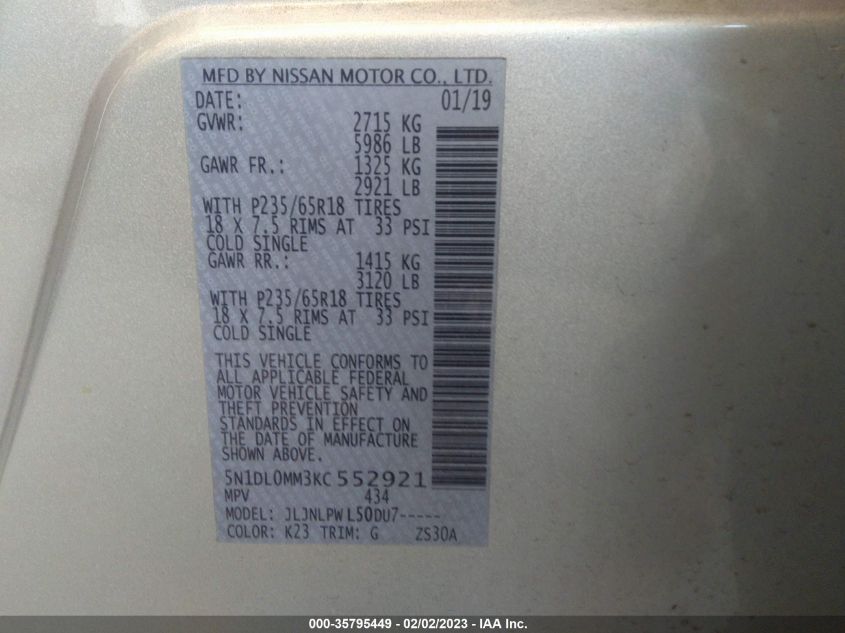 MFD BY NISSAN MOTOR CO., LTD.
DATE: 01/19
GVWR: 2715 KG
5986 LB
GAWR FR.: 1325 KG
2921 LB
WITH P235/65R18 TIRES
18 X 7.5 RIMS AT 33 PSI
COLD SINGLE
GAWR RR.: 1415 KG
3120 LB
WITH P235/65R18 TIRES
18 X 7.5 RIMS AT 33 PSI
COLD SINGLE
THIS VEHICLE CONFORMS TO
ALL APPLICABLE FEDERAL
MOTOR VEHICLE SAFETY AND
THEFT PREVENTION
STANDARDS IN EFFECT ON
THE DATE OF MANUFACTURE
SHOWN ABOVE.
5N1DL0MM3KC552921
MPV 434
MODEL: JLJNLPWL50DU7-----
COLOR: K23 TRIM: G ZS30A
000-35795449 - 02/02/2023 - IAA Inc.